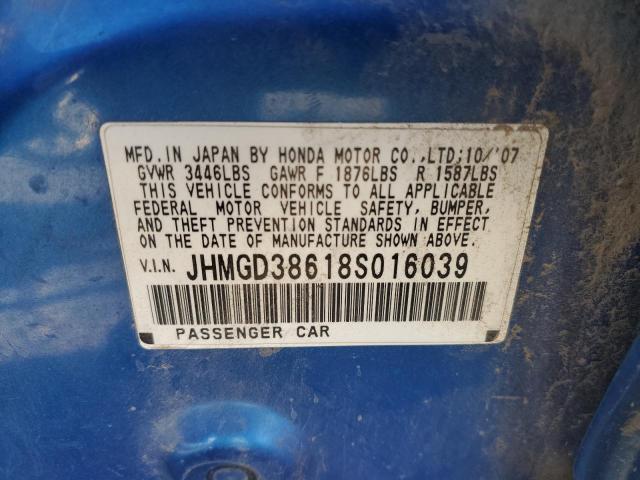 MFD.IN JAPAN BY HONDA MOTOR CO.,LTD;10/'07
GVWR 3446LBS GAWR F 1876LBS R 1587LBS
THIS VEHICLE CONFORMS TO ALL APPLICABLE
FEDERAL MOTOR VEHICLE SAFETY, BUMPER,
AND THEFT PREVENTION STANDARDS IN EFFECT
ON THE DATE OF MANUFACTURE SHOWN ABOVE.
V.I.N. JHMGD38618S016039
PASSENGER CAR